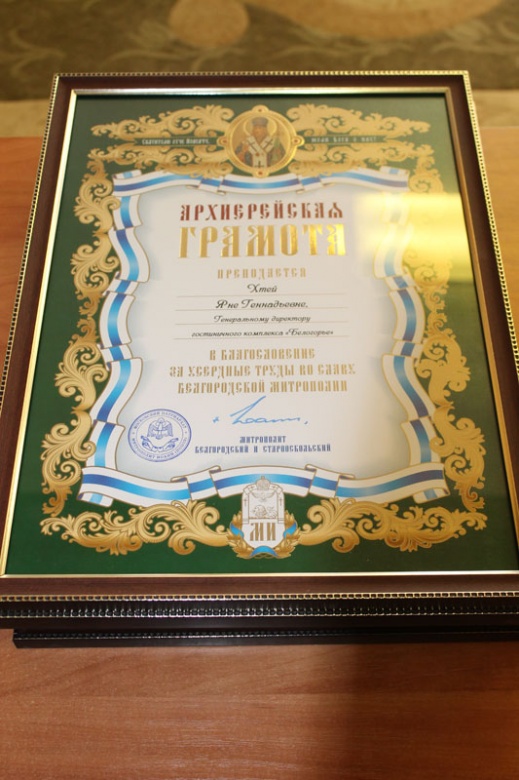 Святителю отче Иоасафе, моли Бога о нас!
АРХИЕРЕЙСКАЯ
ГРАМОТА
ПРЕПОДАЕТСЯ
Хтей
Яне Геннадьевне,
Генеральному директору
гостиничного комплекса «Белогорье»
В БЛАГОСЛОВЕНИЕ
ЗА УСЕРДНЫЕ ТРУДЫ ВО СЛАВУ
БЕЛГОРОДСКОЙ МИТРОПОЛИИ
МИТРОПОЛИТ
БЕЛГОРОДСКИЙ И СТАРООСКОЛЬСКИЙ
МИ